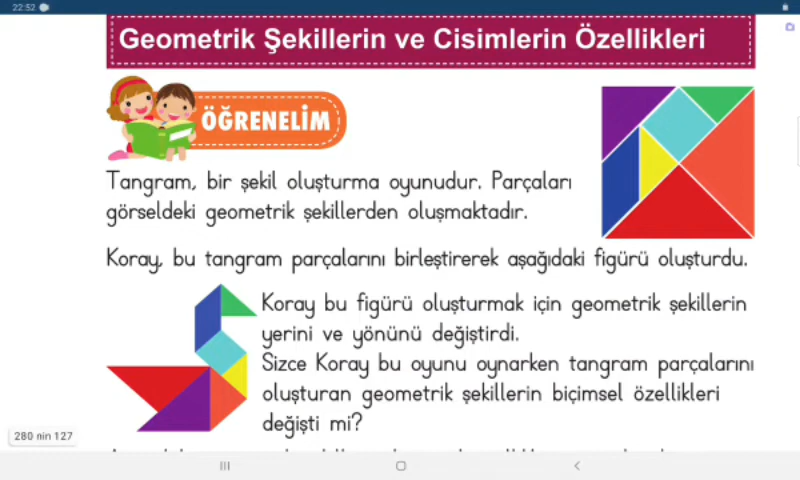 22:52
Geometrik Şekillerin ve Cisimlerin Özellikleri
ÖĞRENELİM
Tangram, bir şekil oluşturma oyunudur. Parçaları
görseldeki geometrik şekillerden oluşmaktadır.
Koray, bu tangram parçalarını birleştirerek aşağıdaki figürü oluşturdu.
Koray bu figürü oluşturmak için geometrik şekillerin
yerini ve yönünü değiştirdi.
Sizce Koray bu oyunu oynarken tangram parçalarını
oluşturan geometrik şekillerin biçimsel özellikleri
değişti mi?
280 nin 127